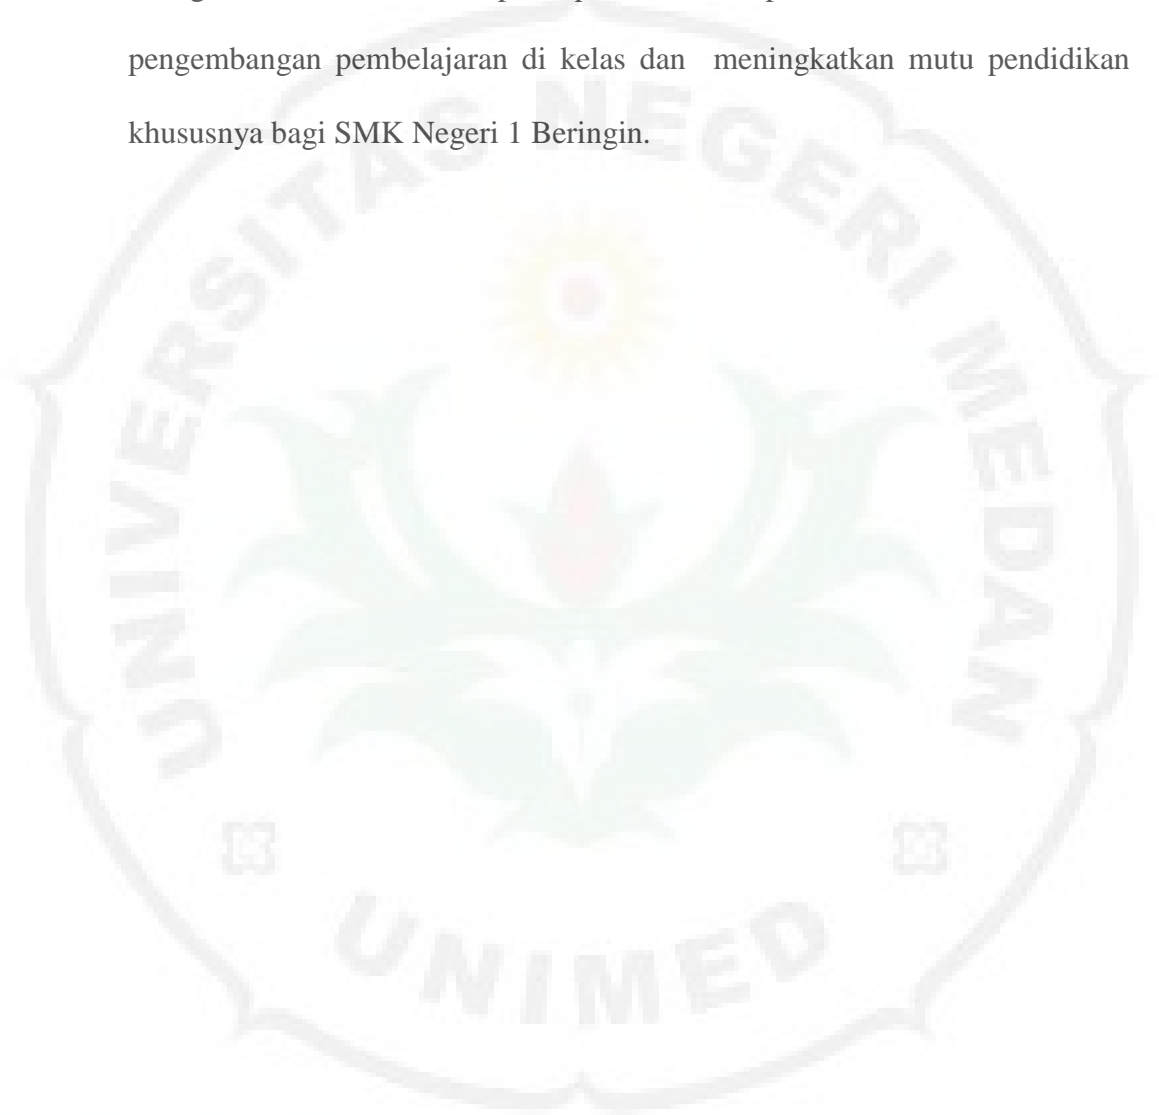 pengembangan pembelajaran di kelas dan meningkatkan mutu pendidikan
khususnya bagi SMK Negeri 1 Beringin.
UNIVERSITAS NEGERI MEDAN
UNIMED